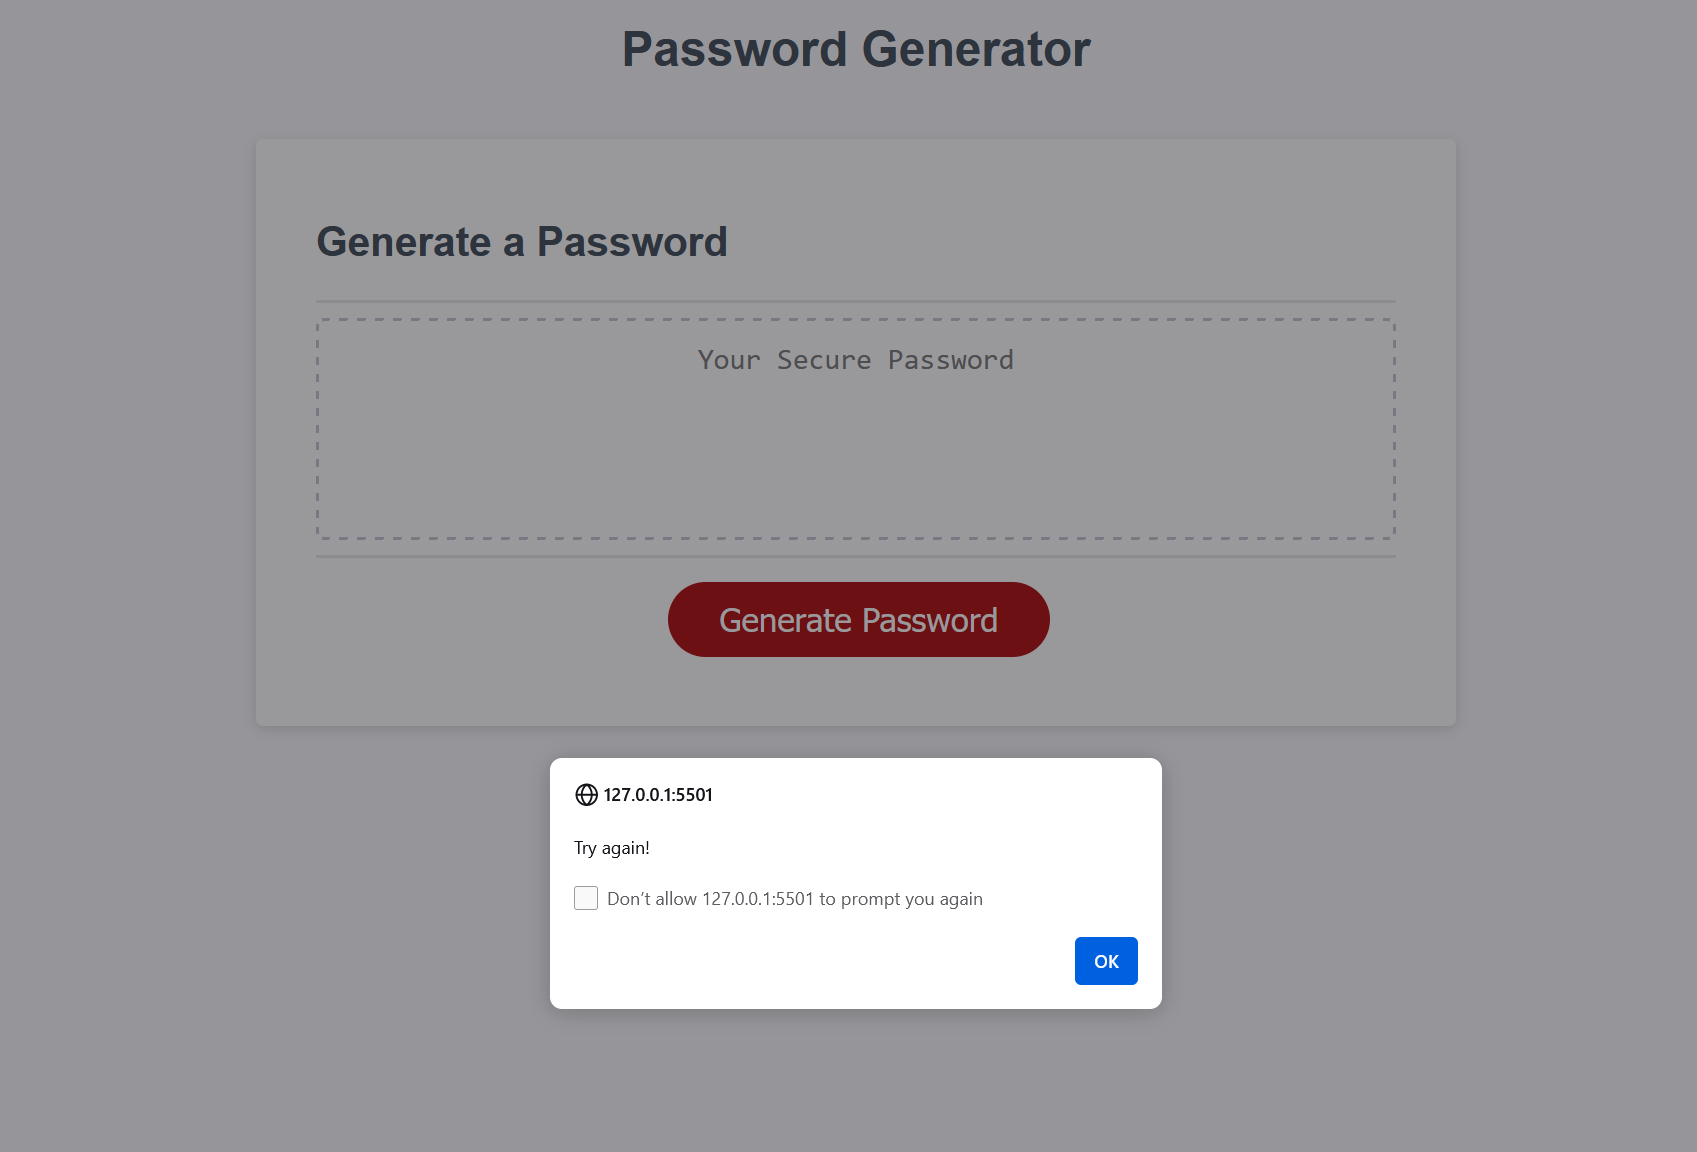 Password Generator
Generate a Password
Your Secure Password
Generate Password
127.0.0.1:5501
Try again!
Don’t allow 127.0.0.1:5501 to prompt you again
OK